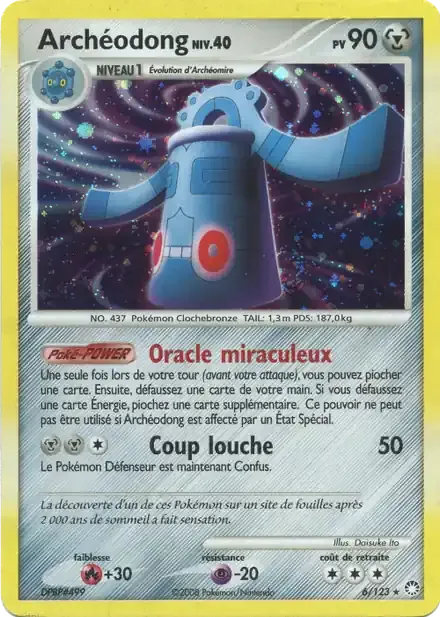 Archéodong NIV.40 PV 90
NIVEAU 1 Évolution d'Archéomire
NO. 437 Pokémon Clochebronze TAIL: 1,3 m PDS: 187,0 kg
Poké-POWER Oracle miraculeux
Une seule fois lors de votre tour (avant votre attaque), vous pouvez piocher
une carte. Ensuite, défaussez une carte de votre main. Si vous défaussez
une carte Énergie, piochez une carte supplémentaire. Ce pouvoir ne peut
pas être utilisé si Archéodong est affecté par un État Spécial.
Coup louche 50
Le Pokémon Défenseur est maintenant Confus.
La découverte d'un de ces Pokémon sur un site de fouilles après
2 000 ans de sommeil a fait sensation.
Illus. Daisuke Ito
faiblesse résistance coût de retraite
+30 -20
DPBP#499 ©2008 Pokémon/Nintendo 6/123